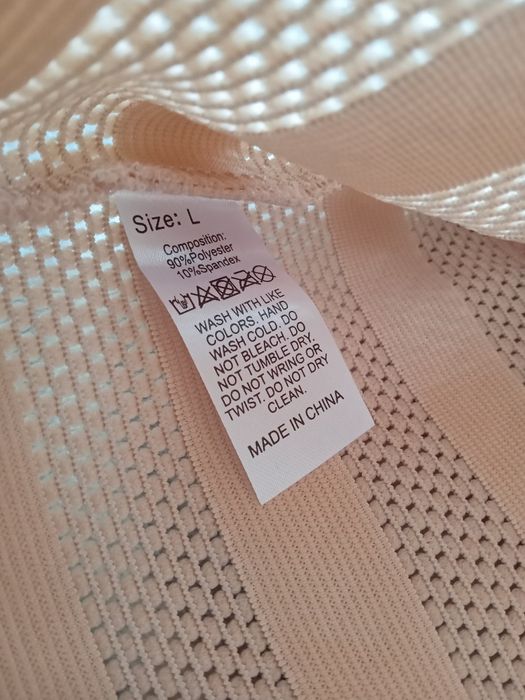 Size: L
Composition:
90%Polyester
10%Spandex
WASH WITH LIKE
COLORS. HAND
WASH COLD. DO
NOT BLEACH. DO
NOT TUMBLE DRY.
DO NOT WRING OR
TWIST. DO NOT DRY
CLEAN.
MADE IN CHINA